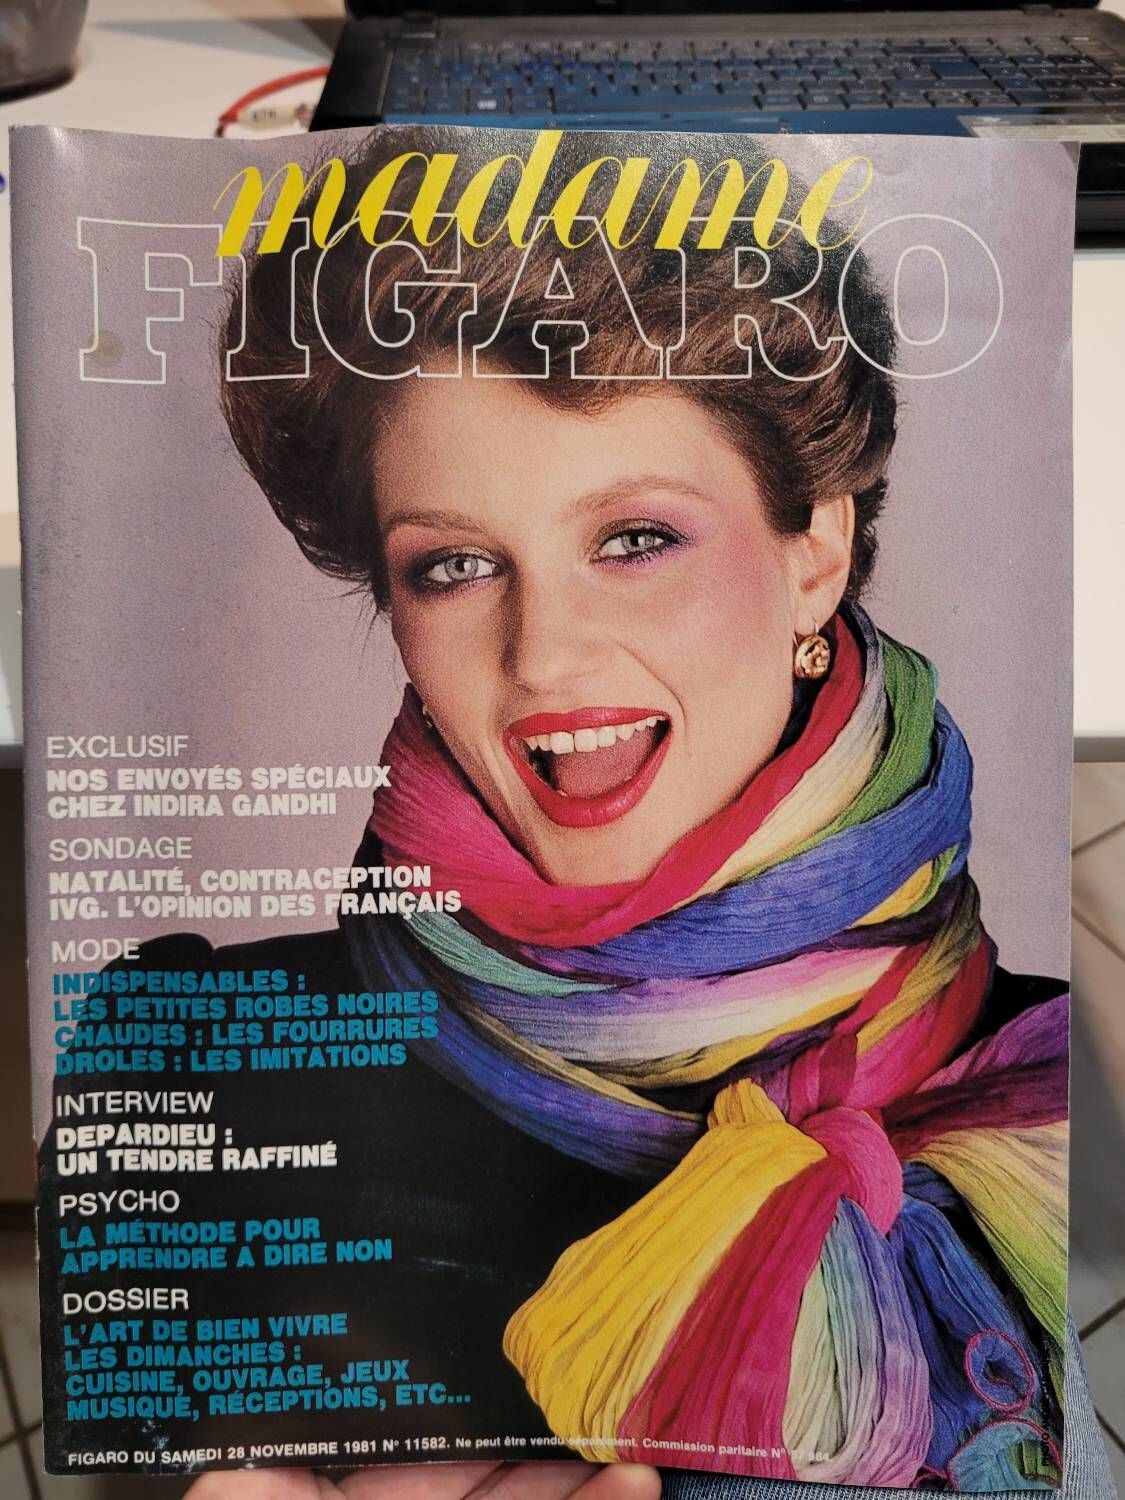 madame
FIGARO
EXCLUSIF
NOS ENVOYÉS SPÉCIAUX
CHEZ INDIRA GANDHI
SONDAGE
NATALITÉ, CONTRACEPTION
IVG. L'OPINION DES FRANÇAIS
MODE
INDISPENSABLES :
LES PETITES ROBES NOIRES
CHAUDES : LES FOURRURES
DROLES : LES IMITATIONS
INTERVIEW
DEPARDIEU :
UN TENDRE RAFFINÉ
PSYCHO
LA MÉTHODE POUR
APPRENDRE A DIRE NON
DOSSIER
L'ART DE BIEN VIVRE
LES DIMANCHES :
CUISINE, OUVRAGE, JEUX
MUSIQUE, RÉCEPTIONS, ETC...
FIGARO DU SAMEDI 28 NOVEMBRE 1981 N° 11582. Ne peut être vendu séparément. Commission paritaire N°